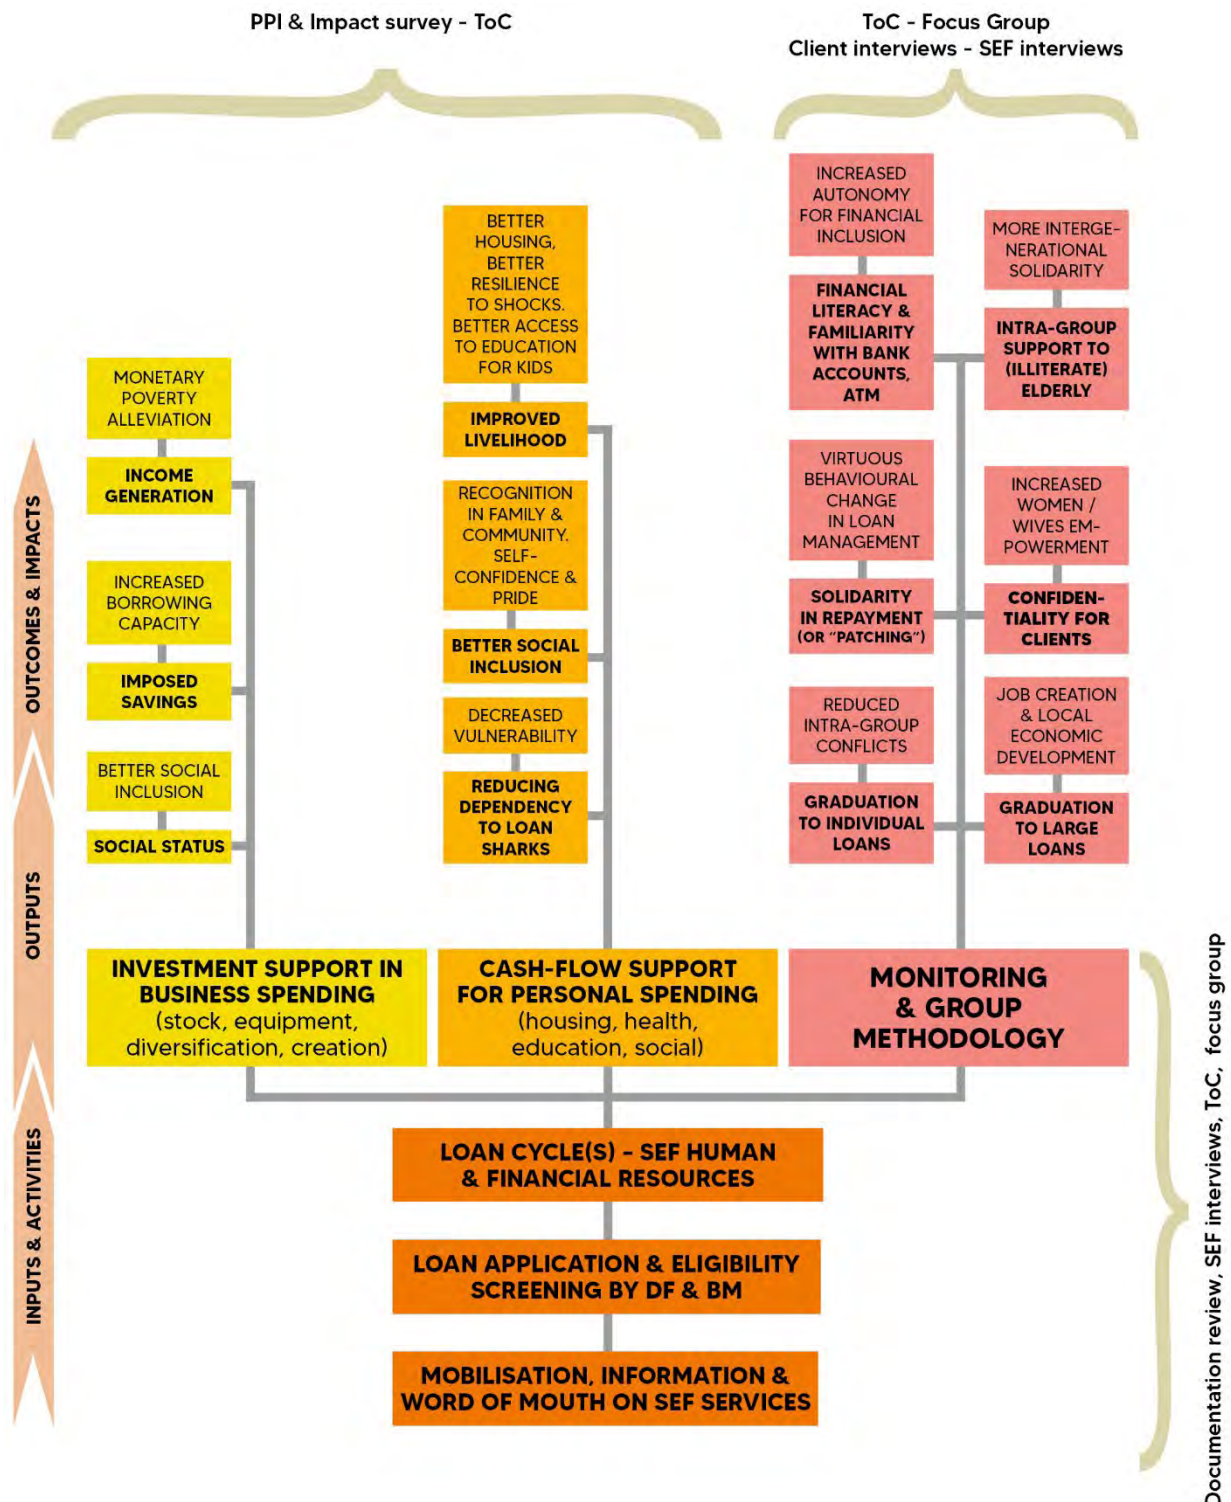 PPI & Impact survey - ToC
ToC - Focus Group
Client interviews - SEF interviews
MONETARY
POVERTY
ALLEVIATION
INCOME
GENERATION
INCREASED
BORROWING
CAPACITY
IMPOSED
SAVINGS
BETTER SOCIAL
INCLUSION
SOCIAL STATUS
BETTER
HOUSING,
BETTER
RESILIENCE
TO SHOCKS.
BETTER ACCESS
TO EDUCATION
FOR KIDS
IMPROVED
LIVELIHOOD
RECOGNITION
IN FAMILY &
COMMUNITY.
SELF-
CONFIDENCE &
PRIDE
BETTER SOCIAL
INCLUSION
DECREASED
VULNERABILITY
REDUCING
DEPENDENCY
TO LOAN
SHARKS
INCREASED
AUTONOMY
FOR FINANCIAL
INCLUSION
FINANCIAL
LITERACY &
FAMILIARITY
WITH BANK
ACCOUNTS,
ATM
MORE INTERGE-
NERATIONAL
SOLIDARITY
INTRA-GROUP
SUPPORT TO
(ILLITERATE)
ELDERLY
VIRTUOUS
BEHAVIOURAL
CHANGE
IN LOAN
MANAGEMENT
SOLIDARITY
IN REPAYMENT
(OR “PATCHING”)
INCREASED
WOMEN /
WIVES EM-
POWERMENT
CONFIDEN-
TIALITY FOR
CLIENTS
REDUCED
INTRA-GROUP
CONFLICTS
GRADUATION
TO INDIVIDUAL
LOANS
JOB CREATION
& LOCAL
ECONOMIC
DEVELOPMENT
GRADUATION
TO LARGE
LOANS
OUTCOMES & IMPACTS
OUTPUTS
INPUTS & ACTIVITIES
INVESTMENT SUPPORT IN
BUSINESS SPENDING
(stock, equipment,
diversification, creation)
CASH-FLOW SUPPORT
FOR PERSONAL SPENDING
(housing, health,
education, social)
MONITORING
& GROUP
METHODOLOGY
LOAN CYCLE(S) - SEF HUMAN
& FINANCIAL RESOURCES
LOAN APPLICATION & ELIGIBILITY
SCREENING BY DF & BM
MOBILISATION, INFORMATION &
WORD OF MOUTH ON SEF SERVICES
Documentation review, SEF interviews, ToC, focus group